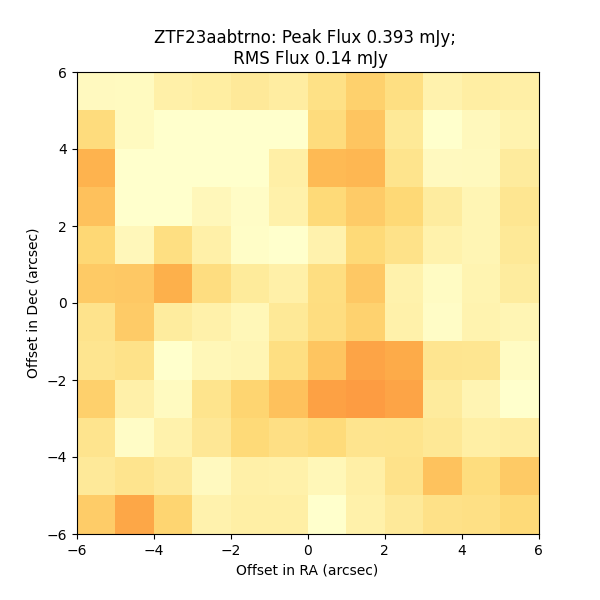 ZTF23aabtrno: Peak Flux 0.393 mJy;
RMS Flux 0.14 mJy
6
4
2
0
−2
−4
−6
Offset in Dec (arcsec)
−6 −4 −2 0 2 4 6
Offset in RA (arcsec)